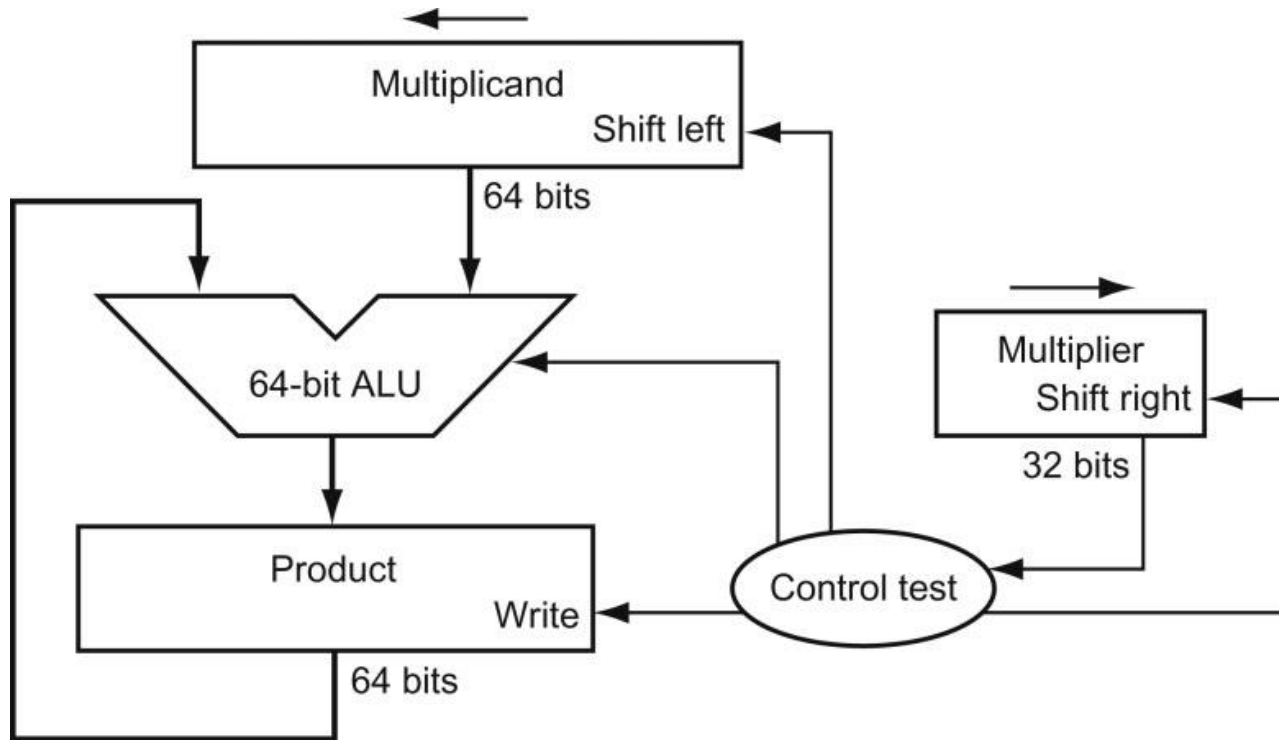 Multiplicand
Shift left
64 bits
64-bit ALU
Multiplier
Shift right
32 bits
Product
Write
Control test
64 bits